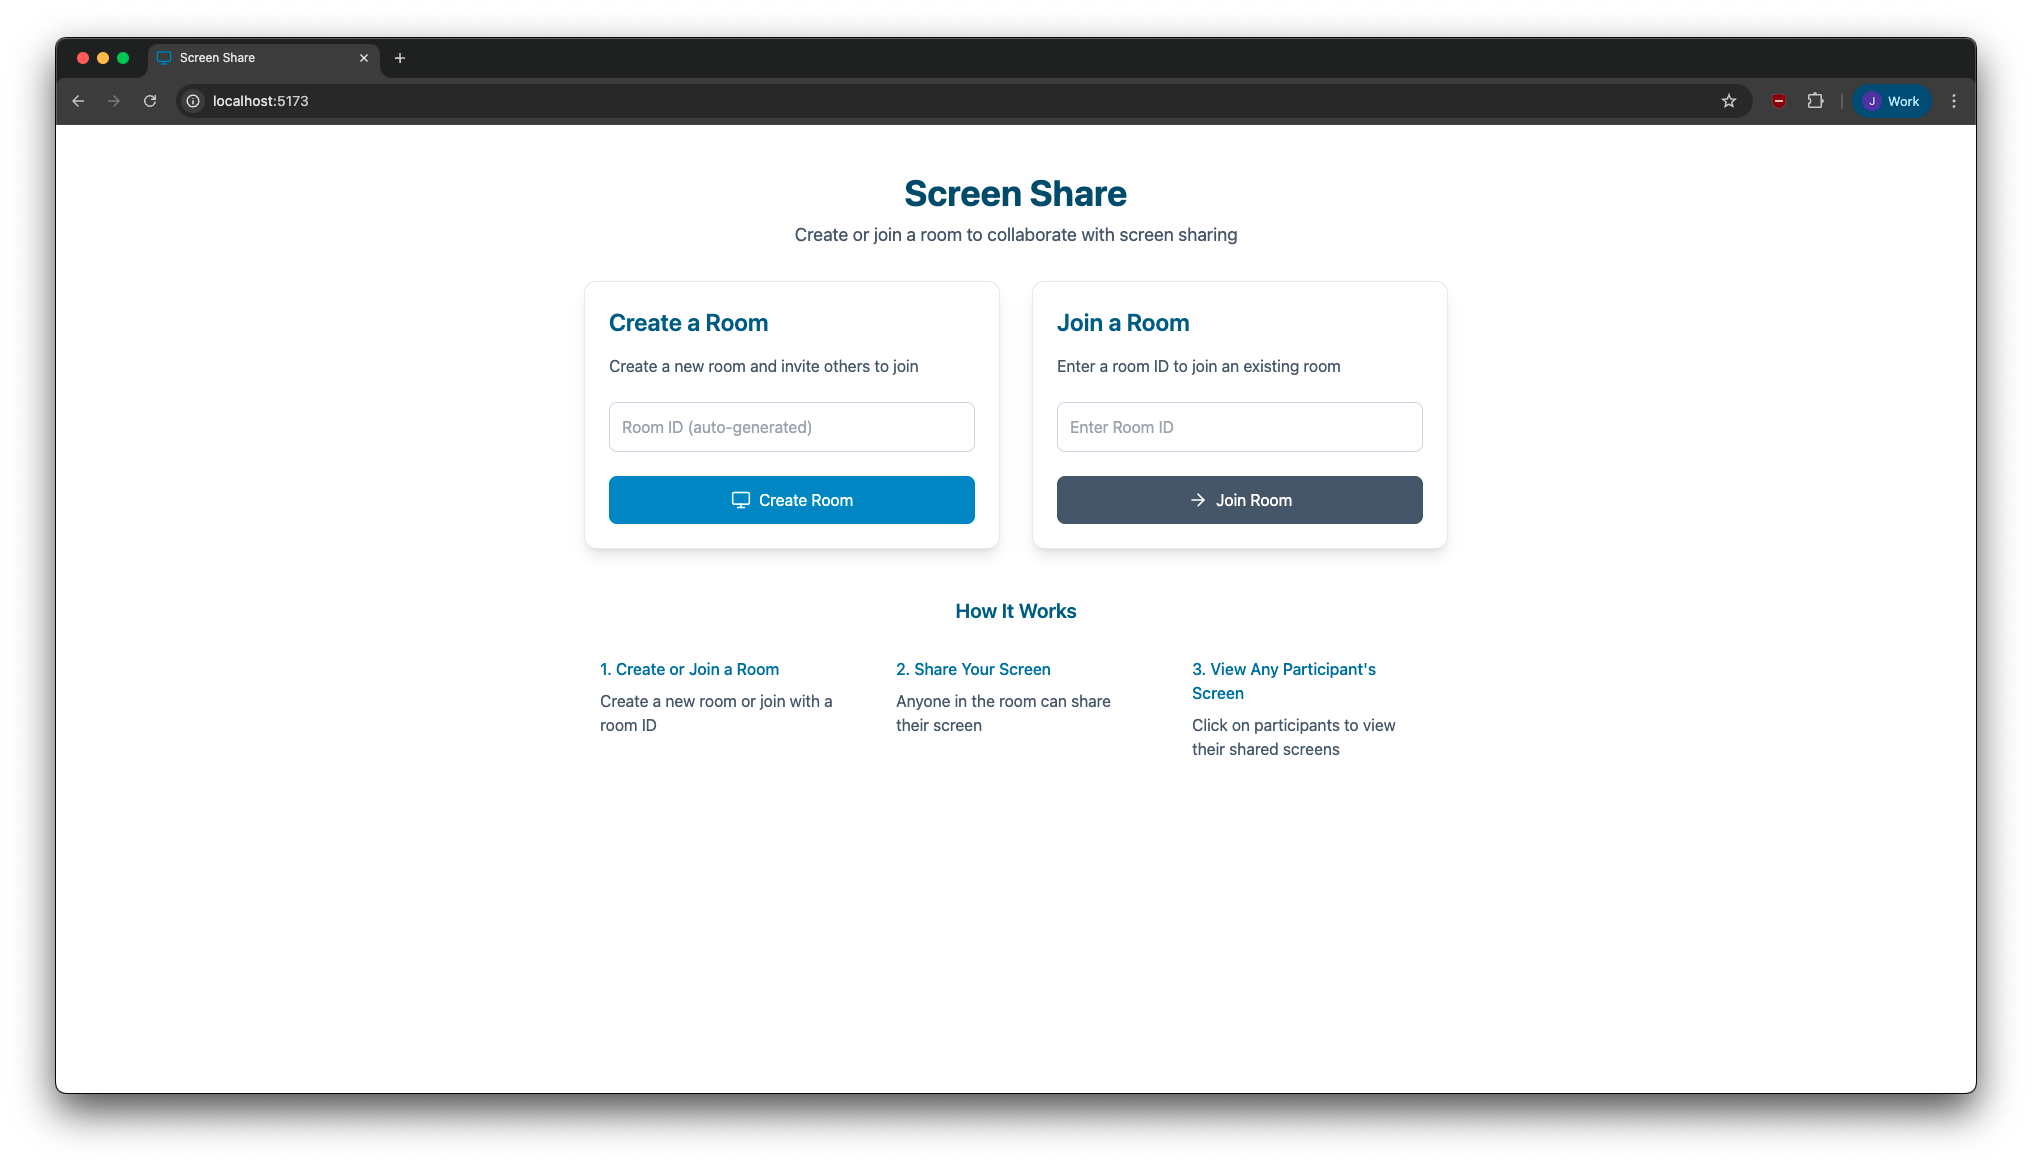 Screen Share
localhost:5173
J Work
Screen Share
Create or join a room to collaborate with screen sharing
Create a Room
Create a new room and invite others to join
Room ID (auto-generated)
Create Room
Join a Room
Enter a room ID to join an existing room
Enter Room ID
Join Room
How It Works
1. Create or Join a Room
Create a new room or join with a
room ID
2. Share Your Screen
Anyone in the room can share
their screen
3. View Any Participant's
Screen
Click on participants to view
their shared screens